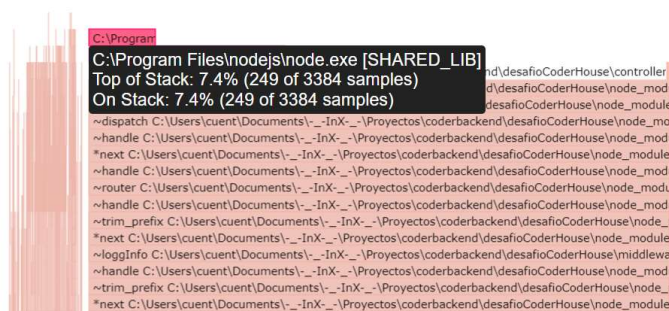 C:\Program
C:\Program Files\nodejs\node.exe [SHARED_LIB]
Top of Stack: 7.4% (249 of 3384 samples)
On Stack: 7.4% (249 of 3384 samples)
nd\desafioCoderHouse\controller
d\desafioCoderHouse\node_mod
desafioCoderHouse\node_module
~dispatch C:\Users\cuent\Documents\-_-InX-_-\Proyectos\coderbackend\desafioCoderHouse\node_mo
~handle C:\Users\cuent\Documents\-_-InX-_-\Proyectos\coderbackend\desafioCoderHouse\node_mod
*next C:\Users\cuent\Documents\-_-InX-_-\Proyectos\coderbackend\desafioCoderHouse\node_module
~handle C:\Users\cuent\Documents\-_-InX-_-\Proyectos\coderbackend\desafioCoderHouse\node_mod
~router C:\Users\cuent\Documents\-_-InX-_-\Proyectos\coderbackend\desafioCoderHouse\node_modu
~handle C:\Users\cuent\Documents\-_-InX-_-\Proyectos\coderbackend\desafioCoderHouse\node_mod
~trim_prefix C:\Users\cuent\Documents\-_-InX-_-\Proyectos\coderbackend\desafioCoderHouse\node_
*next C:\Users\cuent\Documents\-_-InX-_-\Proyectos\coderbackend\desafioCoderHouse\node_module
~loggInfo C:\Users\cuent\Documents\-_-InX-_-\Proyectos\coderbackend\desafioCoderHouse\middlewa
~handle C:\Users\cuent\Documents\-_-InX-_-\Proyectos\coderbackend\desafioCoderHouse\node_mod
~trim_prefix C:\Users\cuent\Documents\-_-InX-_-\Proyectos\coderbackend\desafioCoderHouse\node_
*next C:\Users\cuent\Documents\-_-InX-_-\Proyectos\coderbackend\desafioCoderHouse\node_module